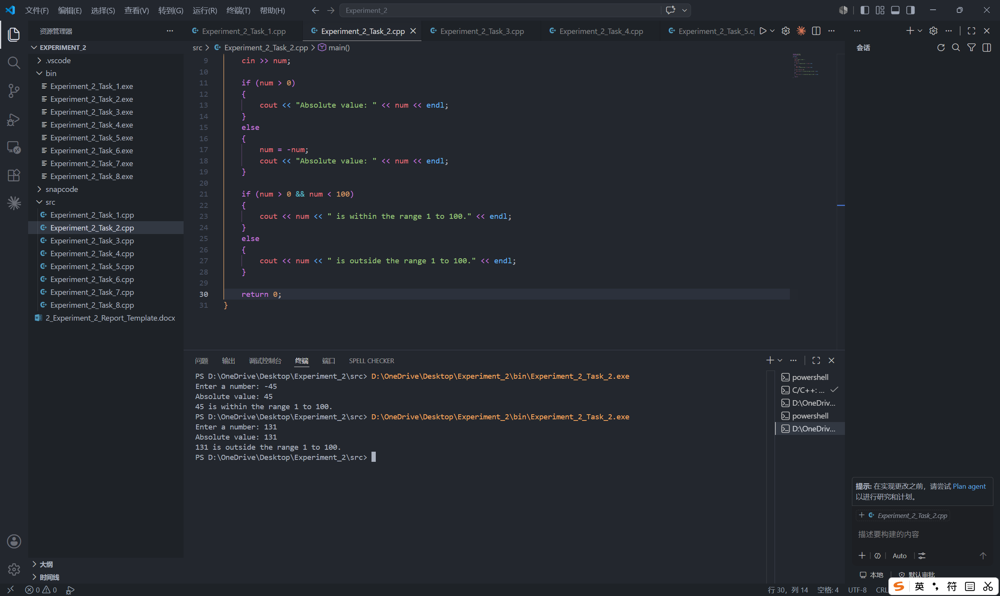 文件(F) 编辑(E) 选择(S) 查看(V) 转到(G) 运行(R) 终端(T) 帮助(H) Experiment_2
资源管理器
Experiment_2_Task_1.cpp Experiment_2_Task_2.cpp Experiment_2_Task_3.cpp Experiment_2_Task_4.cpp Experiment_2_Task_5.c
EXPERIMENT_2
.vscode
bin
Experiment_2_Task_1.exe
Experiment_2_Task_2.exe
Experiment_2_Task_3.exe
Experiment_2_Task_4.exe
Experiment_2_Task_5.exe
Experiment_2_Task_6.exe
Experiment_2_Task_7.exe
Experiment_2_Task_8.exe
snapcode
src
Experiment_2_Task_1.cpp
Experiment_2_Task_2.cpp
Experiment_2_Task_3.cpp
Experiment_2_Task_4.cpp
Experiment_2_Task_5.cpp
Experiment_2_Task_6.cpp
Experiment_2_Task_7.cpp
Experiment_2_Task_8.cpp
2_Experiment_2_Report_Template.docx
大纲
时间线
src > Experiment_2_Task_2.cpp > main()
9 cin >> num;
10
11 if (num > 0)
12 {
13 cout << "Absolute value: " << num << endl;
14 }
15 else
16 {
17 num = -num;
18 cout << "Absolute value: " << num << endl;
19 }
20
21 if (num > 0 && num < 100)
22 {
23 cout << num << " is within the range 1 to 100." << endl;
24 }
25 else
26 {
27 cout << num << " is outside the range 1 to 100." << endl;
28 }
29
30 return 0;
31 }
问题 输出 调试控制台 终端 端口 SPELL CHECKER
PS D:\OneDrive\Desktop\Experiment_2\src> D:\OneDrive\Desktop\Experiment_2\bin\Experiment_2_Task_2.exe
Enter a number: -45
Absolute value: 45
45 is within the range 1 to 100.
PS D:\OneDrive\Desktop\Experiment_2\src> D:\OneDrive\Desktop\Experiment_2\bin\Experiment_2_Task_2.exe
Enter a number: 131
Absolute value: 131
131 is outside the range 1 to 100.
PS D:\OneDrive\Desktop\Experiment_2\src>
powershell
C/C++: ...
D:\OneDriv...
powershell
D:\OneDriv...
会话
提示: 在实现更改之前，请尝试 Plan agent
以进行研究和计划。
Experiment_2_Task_2.cpp
描述要构建的内容
Auto
本地 默认审批
0 0
行 30，列 14 空格: 4 UTF-8 CRL
英 符